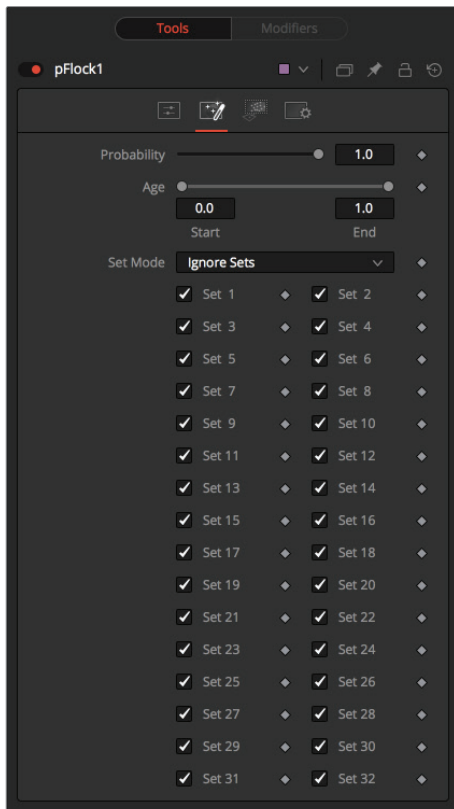 Tools Modifiers
pFlock1
Probability 1.0
Age
0.0 1.0
Start End
Set Mode Ignore Sets
Set 1 Set 2
Set 3 Set 4
Set 5 Set 6
Set 7 Set 8
Set 9 Set 10
Set 11 Set 12
Set 13 Set 14
Set 15 Set 16
Set 17 Set 18
Set 19 Set 20
Set 21 Set 22
Set 23 Set 24
Set 25 Set 26
Set 27 Set 28
Set 29 Set 30
Set 31 Set 32